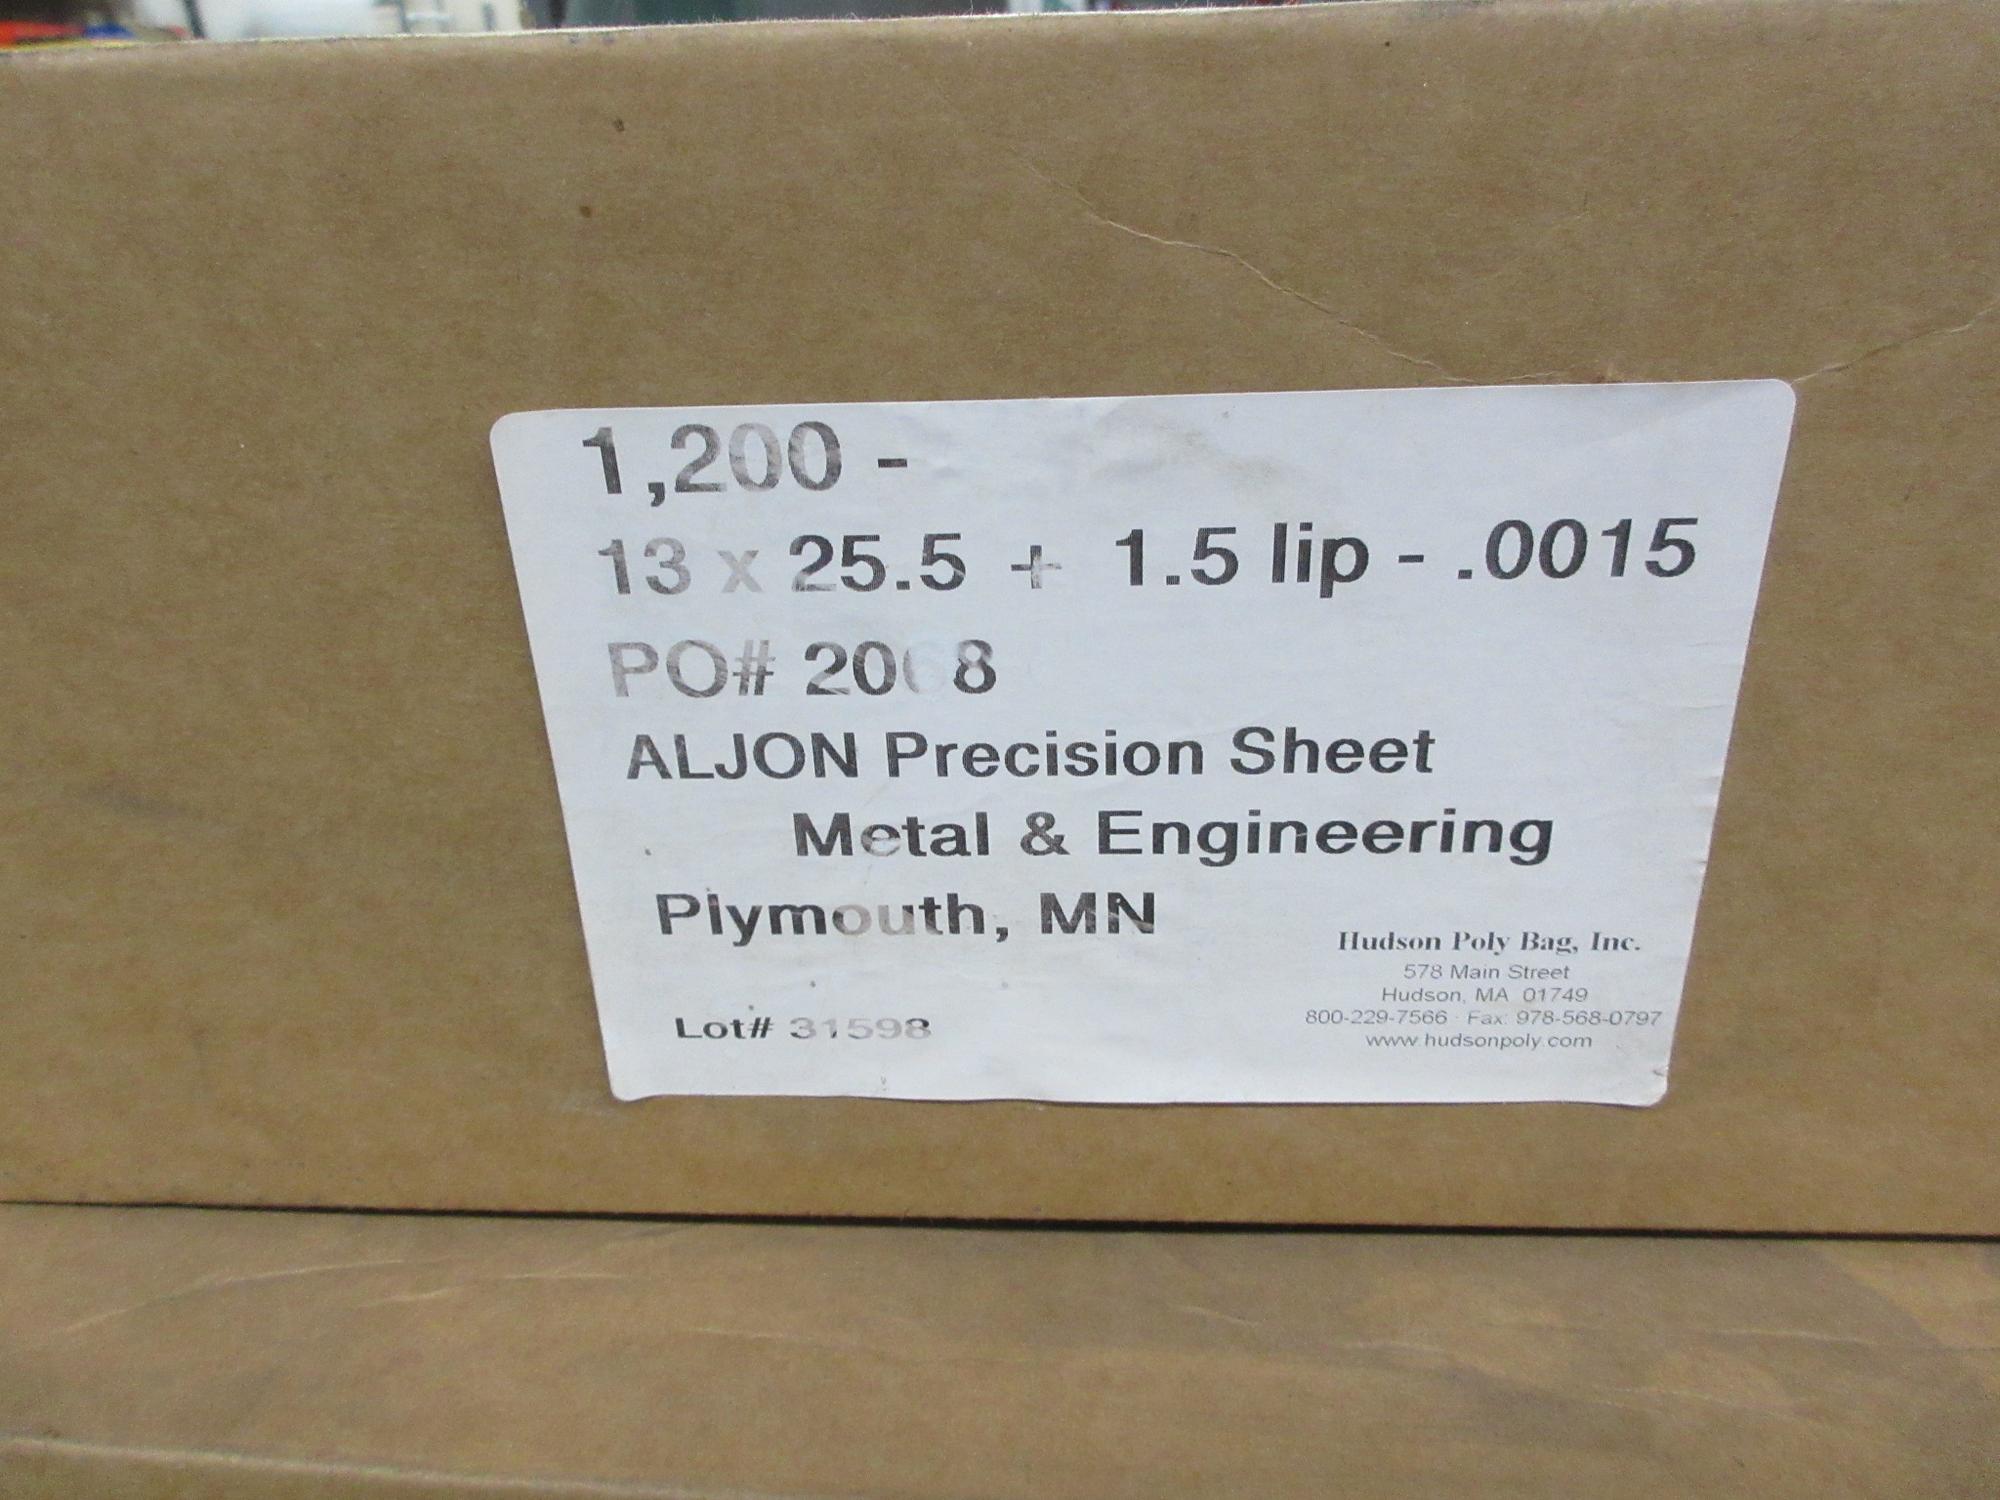 1,200 -
13 x 25.5 + 1.5 lip - .0015
PO# 2068
ALJON Precision Sheet
Metal & Engineering
Plymouth, MN
Lot# 31598
Hudson Poly Bag, Inc.
578 Main Street
Hudson, MA 01749
800-229-7566 · Fax: 978-568-0797
www.hudsonpoly.com